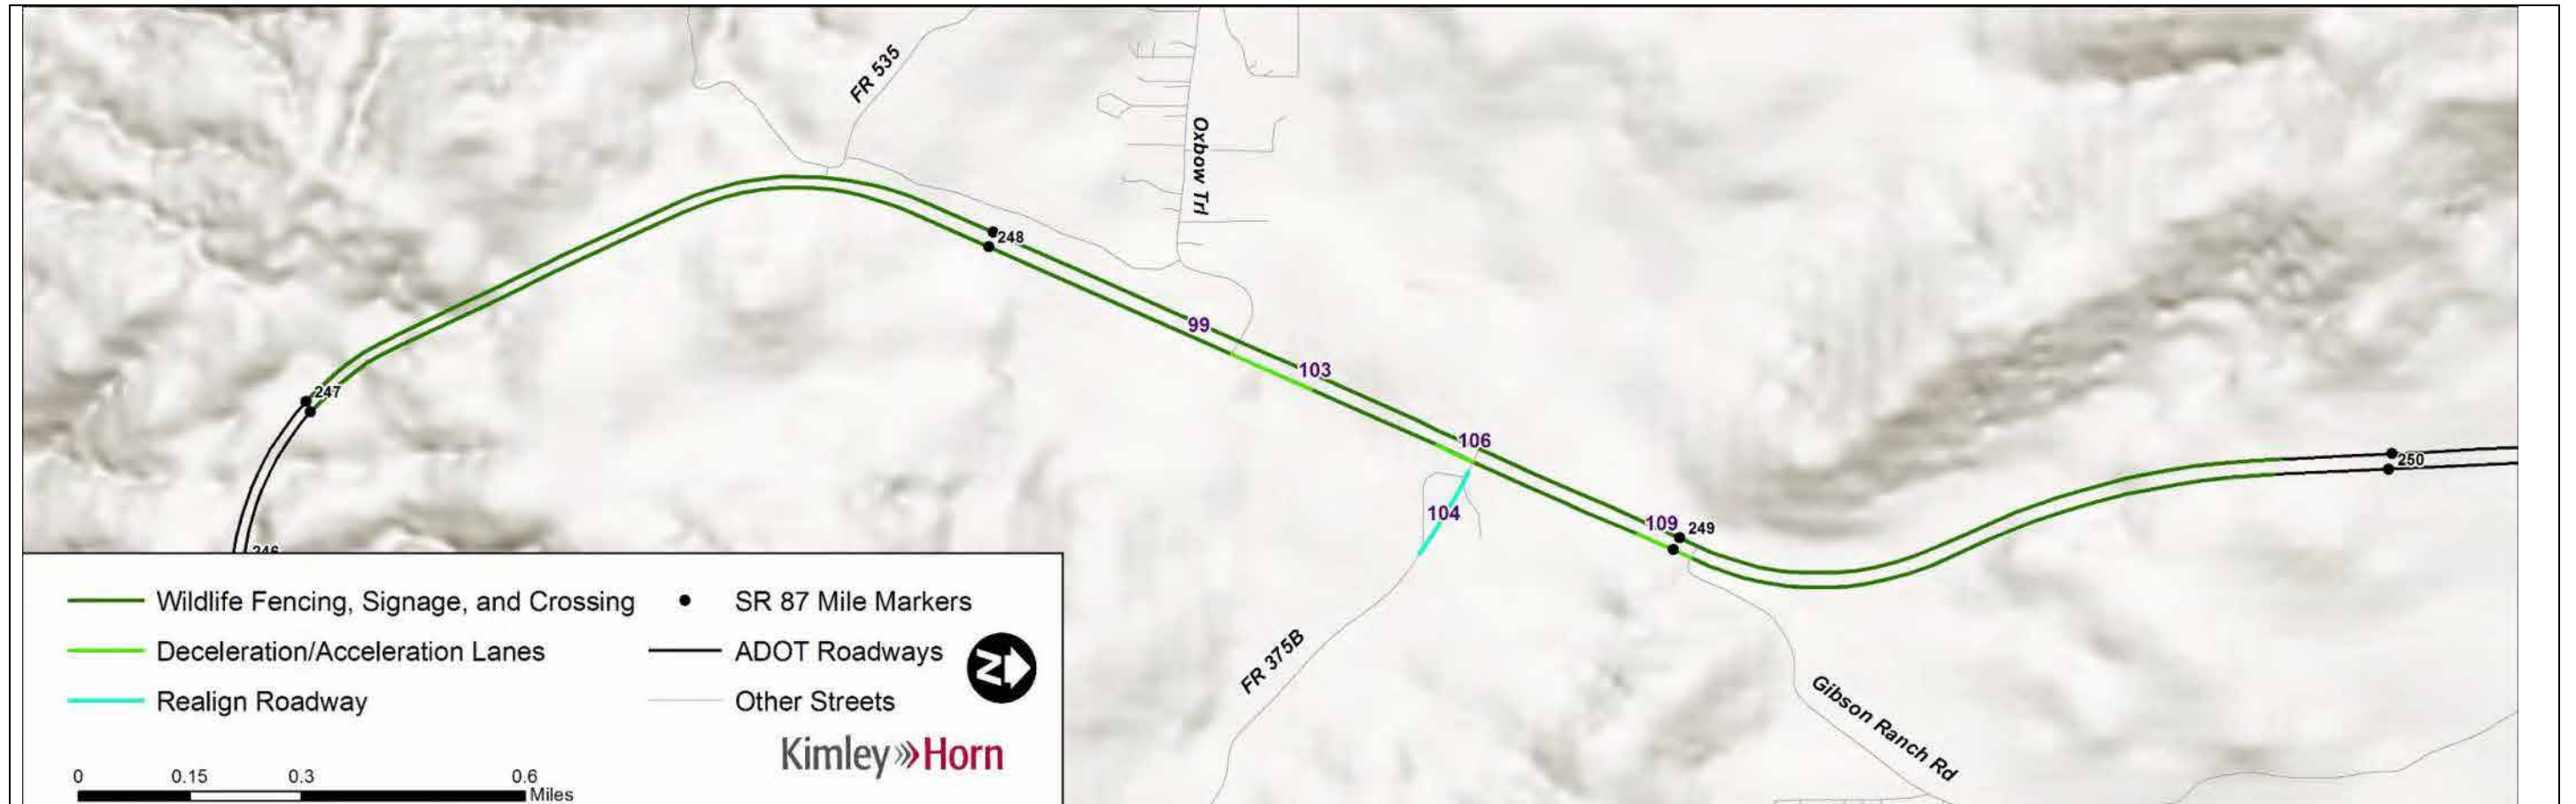 FR 535
Oxbow Trl
248
99
103
247
106
104
109
249
250
246
FR 375B
Gibson Ranch Rd
Wildlife Fencing, Signage, and Crossing
SR 87 Mile Markers
Deceleration/Acceleration Lanes
ADOT Roadways
N
Realign Roadway
Other Streets
Kimley»Horn
0 0.15 0.3 0.6
Miles